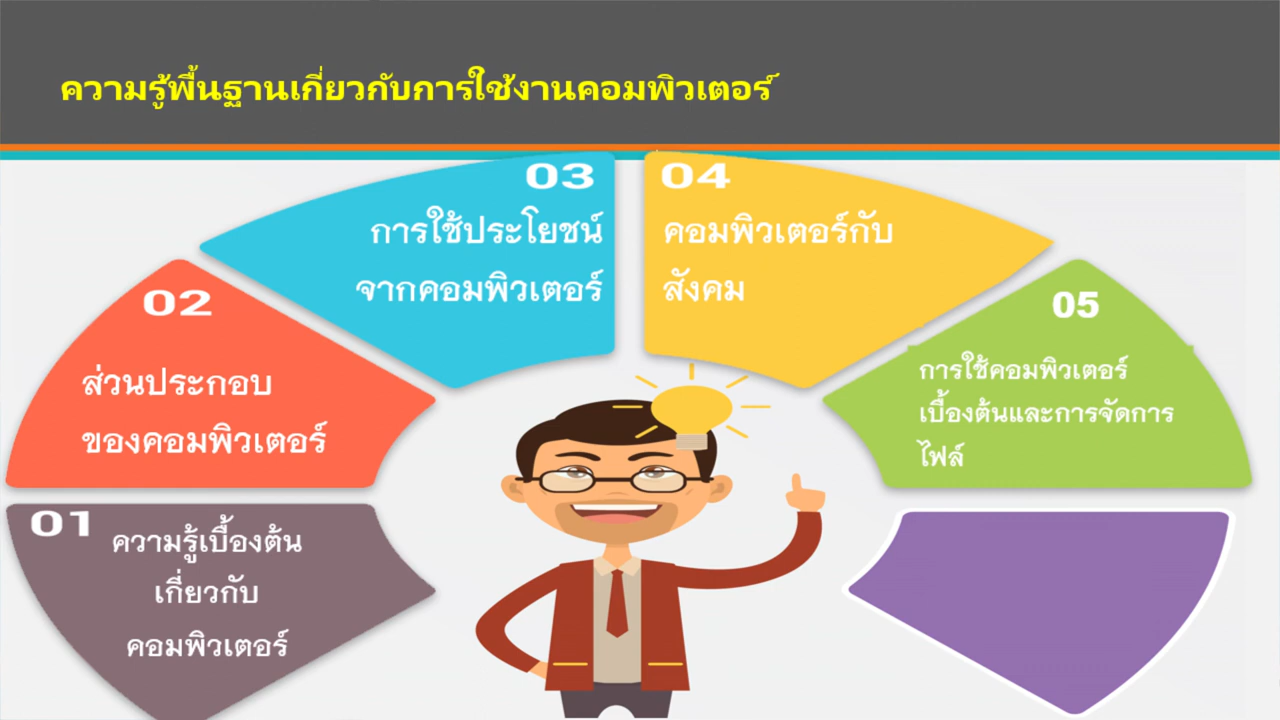 ความรู้พื้นฐานเกี่ยวกับการใช้งานคอมพิวเตอร์
01
ความรู้เบื้องต้น
เกี่ยวกับ
คอมพิวเตอร์
02
ส่วนประกอบ
ของคอมพิวเตอร์
03
การใช้ประโยชน์
จากคอมพิวเตอร์
04
คอมพิวเตอร์กับ
สังคม
05
การใช้คอมพิวเตอร์
เบื้องต้นและการจัดการ
ไฟล์